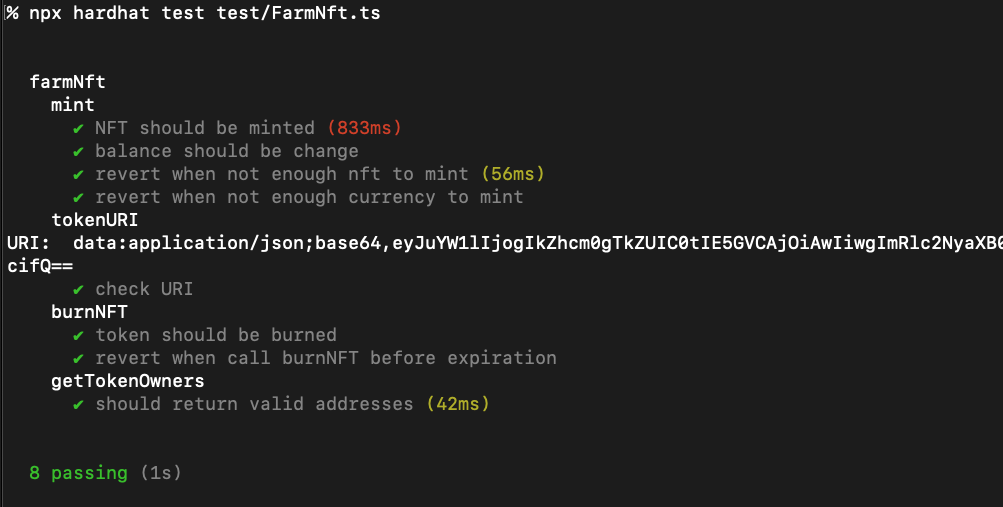 % npx hardhat test test/FarmNft.ts
farmNft
mint
✔ NFT should be minted (833ms)
✔ balance should be change
✔ revert when not enough nft to mint (56ms)
✔ revert when not enough currency to mint
tokenURI
URI:  data:application/json;base64,eyJuYW1lIjogIkZhcm0gTkZUIC0tIE5GVCAjOiAwIiwgImRlc2NyaXB0
cifQ==
✔ check URI
burnNFT
✔ token should be burned
✔ revert when call burnNFT before expiration
getTokenOwners
✔ should return valid addresses (42ms)
8 passing (1s)